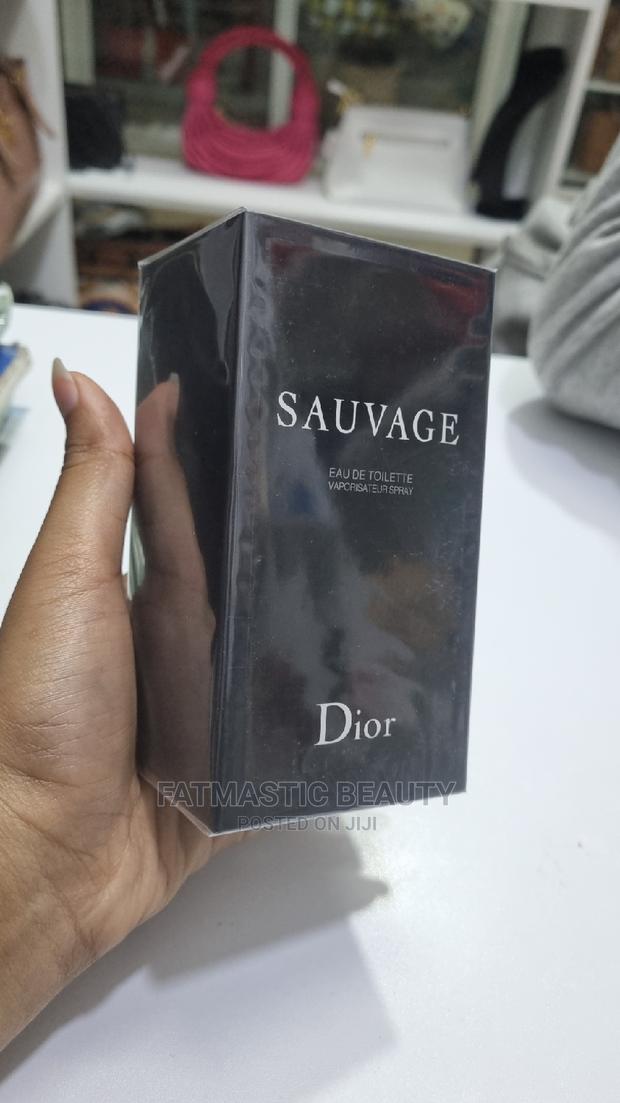 SAUVAGE
EAU DE TOILETTE
VAPORISATEUR SPRAY
Dior
FATMASTIC BEAUTY
POSTED ON JIJI